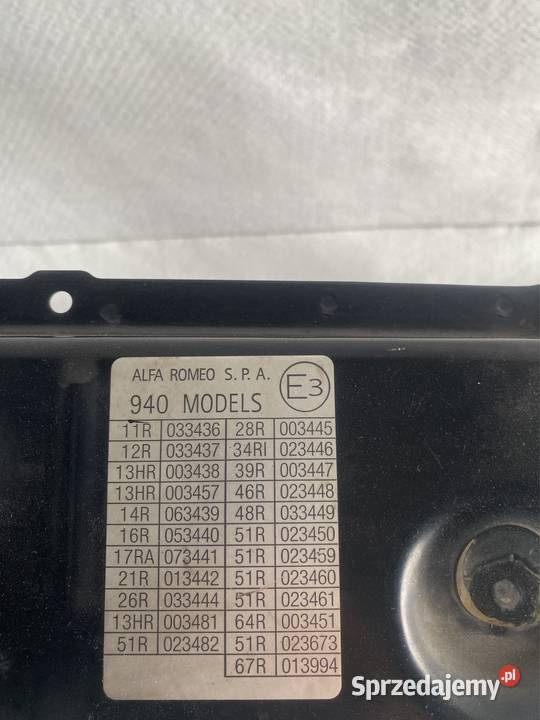 ALFA ROMEO S.P.A.
E3
940 MODELS
11R 033436 28R 003445
12R 033437 34RI 023446
13HR 003438 39R 003447
13HR 003457 46R 023448
14R 063439 48R 033449
16R 053440 51R 023450
17RA 073441 51R 023459
21R 013442 51R 023460
26R 033444 51R 023461
13HR 003481 64R 003451
51R 023482 51R 023673
67R 013994
Sprzedajemy.pl